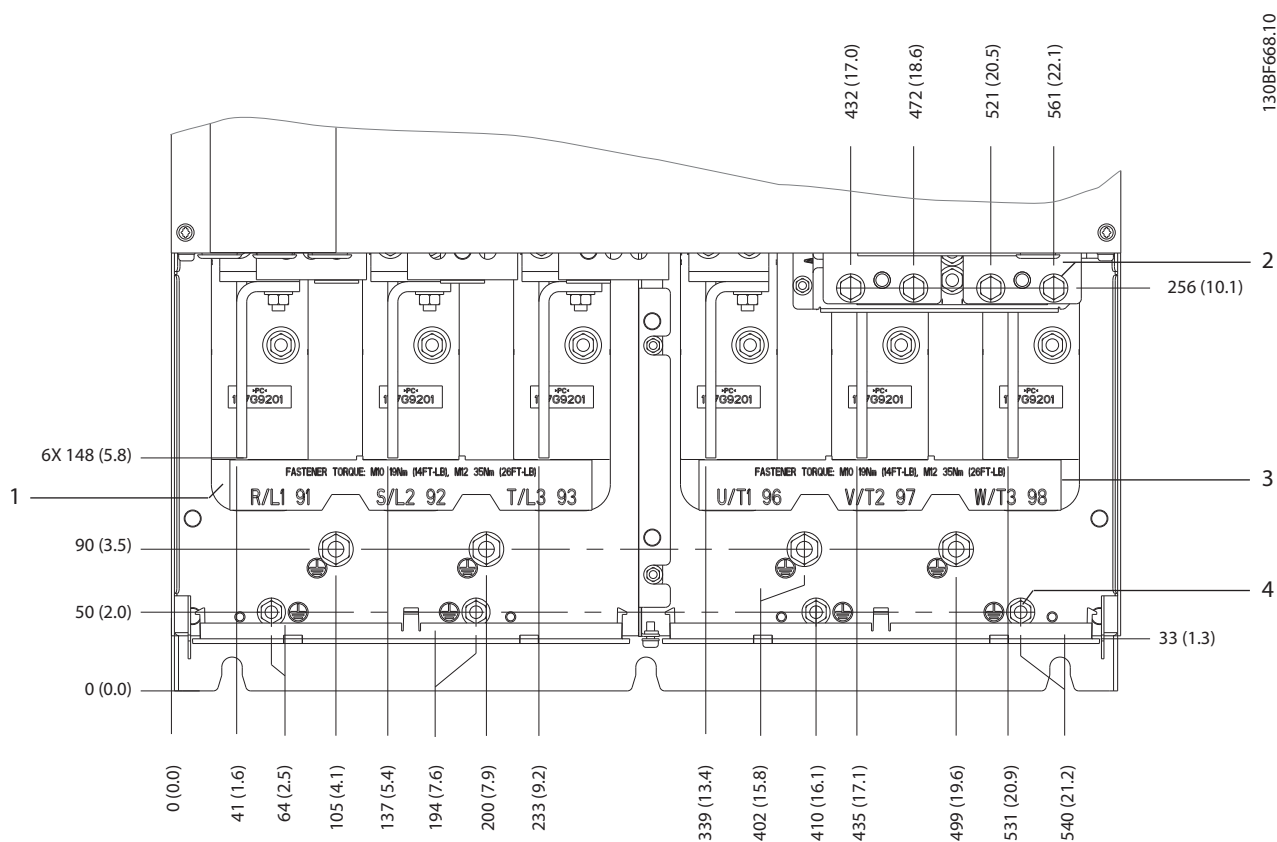 130BF668.10
432 (17.0)
472 (18.6)
521 (20.5)
561 (22.1)
2
256 (10.1)
•PC•
•PC•
•PC•
•PC•
•PC•
•PC•
6X 148 (5.8)
FASTENER TORQUE: M10 19Nm (14FT-LB), M12 35Nm (26FT-LB)
FASTENER TORQUE: M10 19Nm (14FT-LB), M12 35Nm (26FT-LB)
3
1
R/L1 91 S/L2 92 T/L3 93
U/T1 96 V/T2 97 W/T3 98
90 (3.5)
4
50 (2.0)
33 (1.3)
0 (0.0)
0 (0.0)
41 (1.6)
64 (2.5)
105 (4.1)
137 (5.4)
194 (7.6)
200 (7.9)
233 (9.2)
339 (13.4)
402 (15.8)
410 (16.1)
435 (17.1)
499 (19.6)
531 (20.9)
540 (21.2)